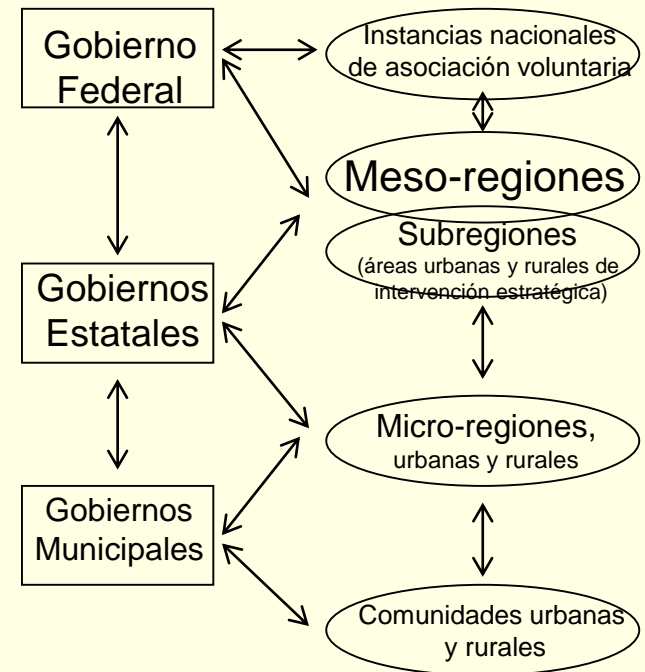 Gobierno
Federal
Instancias nacionales
de asociación voluntaria
Meso-regiones
Subregiones
(áreas urbanas y rurales de
intervención estratégica)
Gobiernos
Estatales
Micro-regiones,
urbanas y rurales
Gobiernos
Municipales
Comunidades urbanas
y rurales